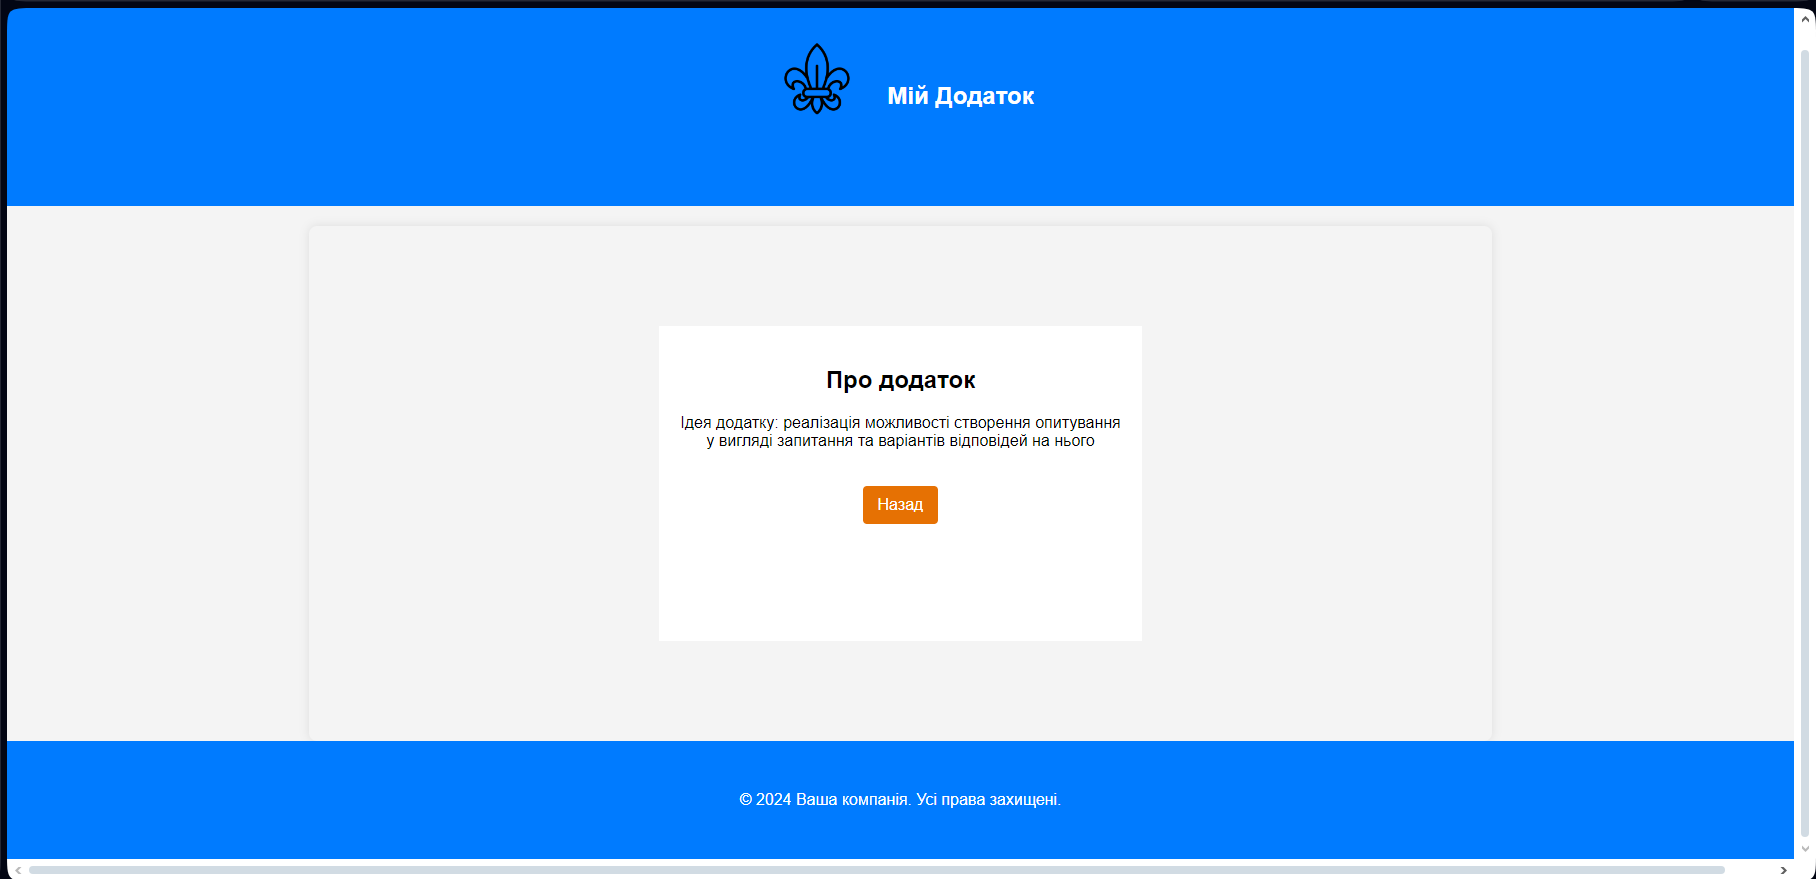 Мій Додаток
Про додаток
Ідея додатку: реалізація можливості створення опитування
у вигляді запитання та варіантів відповідей на нього
Назад
© 2024 Ваша компанія. Усі права захищені.